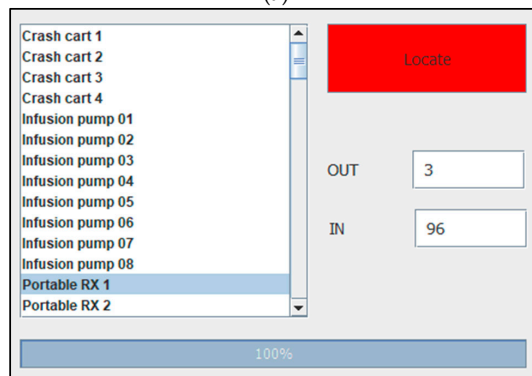 Crash cart 1
Crash cart 2
Crash cart 3
Crash cart 4
Infusion pump 01
Infusion pump 02
Infusion pump 03
Infusion pump 04
Infusion pump 05
Infusion pump 06
Infusion pump 07
Infusion pump 08
Portable RX 1
Portable RX 2
Locate
OUT 3
IN 96
100%